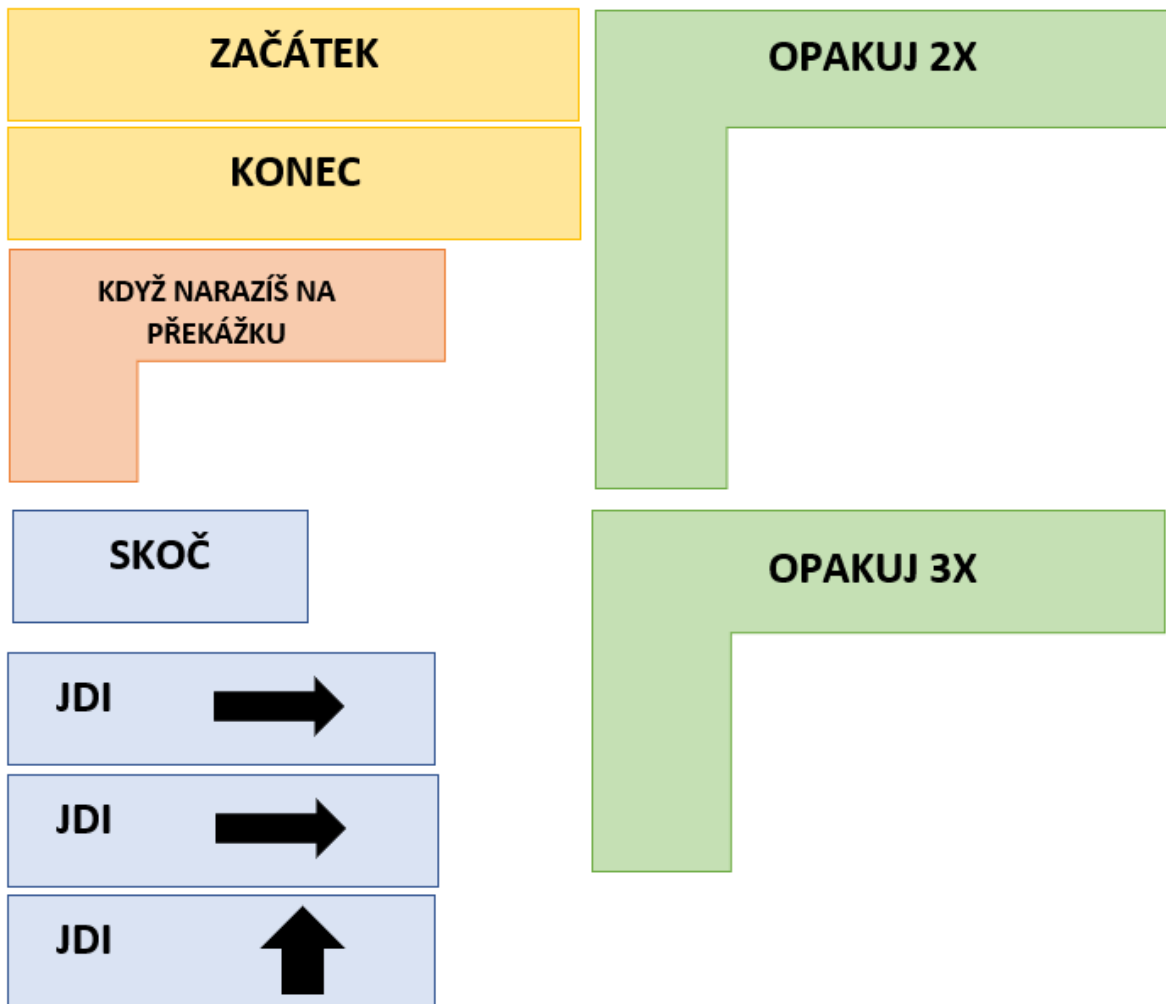 ZAČÁTEK
KONEC
KDYŽ NARAZÍŠ NA
PŘEKÁŽKU
SKOČ
JDI
JDI
JDI
OPAKUJ 2X
OPAKUJ 3X